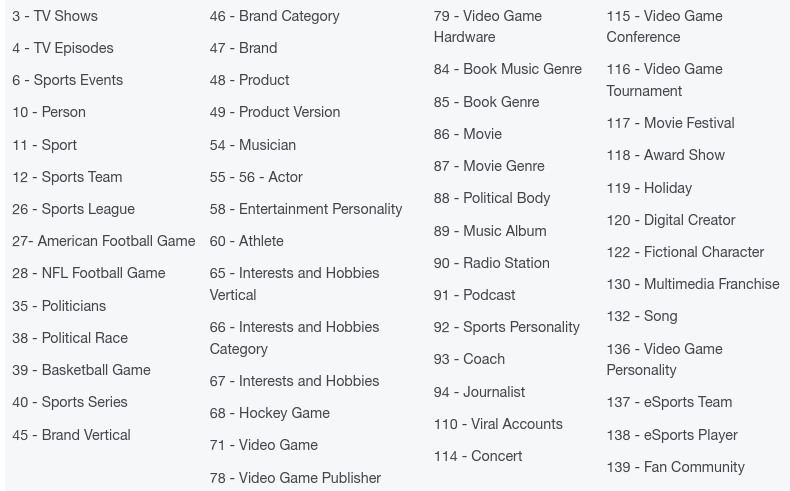 3 - TV Shows
4 - TV Episodes
6 - Sports Events
10 - Person
11 - Sport
12 - Sports Team
26 - Sports League
27- American Football Game
28 - NFL Football Game
35 - Politicians
38 - Political Race
39 - Basketball Game
40 - Sports Series
45 - Brand Vertical
46 - Brand Category
47 - Brand
48 - Product
49 - Product Version
54 - Musician
55 - 56 - Actor
58 - Entertainment Personality
60 - Athlete
65 - Interests and Hobbies
Vertical
66 - Interests and Hobbies
Category
67 - Interests and Hobbies
68 - Hockey Game
71 - Video Game
78 - Video Game Publisher
79 - Video Game
Hardware
84 - Book Music Genre
85 - Book Genre
86 - Movie
87 - Movie Genre
88 - Political Body
89 - Music Album
90 - Radio Station
91 - Podcast
92 - Sports Personality
93 - Coach
94 - Journalist
110 - Viral Accounts
114 - Concert
115 - Video Game
Conference
116 - Video Game
Tournament
117 - Movie Festival
118 - Award Show
119 - Holiday
120 - Digital Creator
122 - Fictional Character
130 - Multimedia Franchise
132 - Song
136 - Video Game
Personality
137 - eSports Team
138 - eSports Player
139 - Fan Community